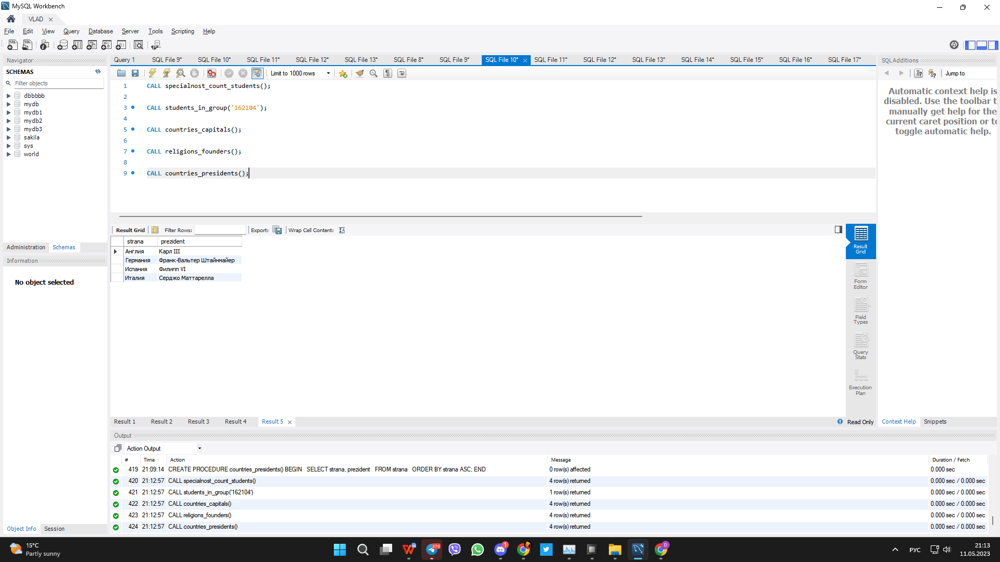 MySQL Workbench
VLAD
File Edit View Query Database Server Tools Scripting Help
Navigator
SCHEMAS
Filter objects
dbbbbb
mydb
mydb1
mydb2
mydb3
sakila
sys
world
Administration Schemas
Information
No object selected
Object Info Session
Query 1 SQL File 9* SQL File 10* SQL File 11* SQL File 12* SQL File 13* SQL File 8* SQL File 9* SQL File 10* SQL File 11* SQL File 12* SQL File 13* SQL File 14* SQL File 15* SQL File 16* SQL File 17*
Limit to 1000 rows
1 CALL specialnost_count_students();
2
3 CALL students_in_group('162104');
4
5 CALL countries_capitals();
6
7 CALL religions_founders();
8
9 CALL countries_presidents();
Result Grid Filter Rows: Export: Wrap Cell Content:
strana prezident
Англия Карл III
Германия Франк-Вальтер Штайнмайер
Испания Филипп VI
Италия Серджо Маттарелла
Result Grid
Form Editor
Field Types
Query Stats
Execution Plan
Result 1 Result 2 Result 3 Result 4 Result 5
Read Only
SQLAdditions
Jump to
Automatic context help is
disabled. Use the toolbar t
manually get help for the
current caret position or to
toggle automatic help.
Context Help Snippets
Output
Action Output
# Time Action Message Duration / Fetch
419 21:09:14 CREATE PROCEDURE countries_presidents() BEGIN SELECT strana, prezident FROM strana ORDER BY strana ASC; END 0 row(s) affected 0.000 sec
420 21:12:57 CALL specialnost_count_students() 4 row(s) returned 0.000 sec / 0.000 sec
421 21:12:57 CALL students_in_group('162104') 1 row(s) returned 0.000 sec / 0.000 sec
422 21:12:57 CALL countries_capitals() 4 row(s) returned 0.000 sec / 0.000 sec
423 21:12:57 CALL religions_founders() 4 row(s) returned 0.000 sec / 0.000 sec
424 21:12:57 CALL countries_presidents() 4 row(s) returned 0.000 sec / 0.000 sec
15°C
Partly sunny
379
1
D
РУС
21:13
11.05.2023